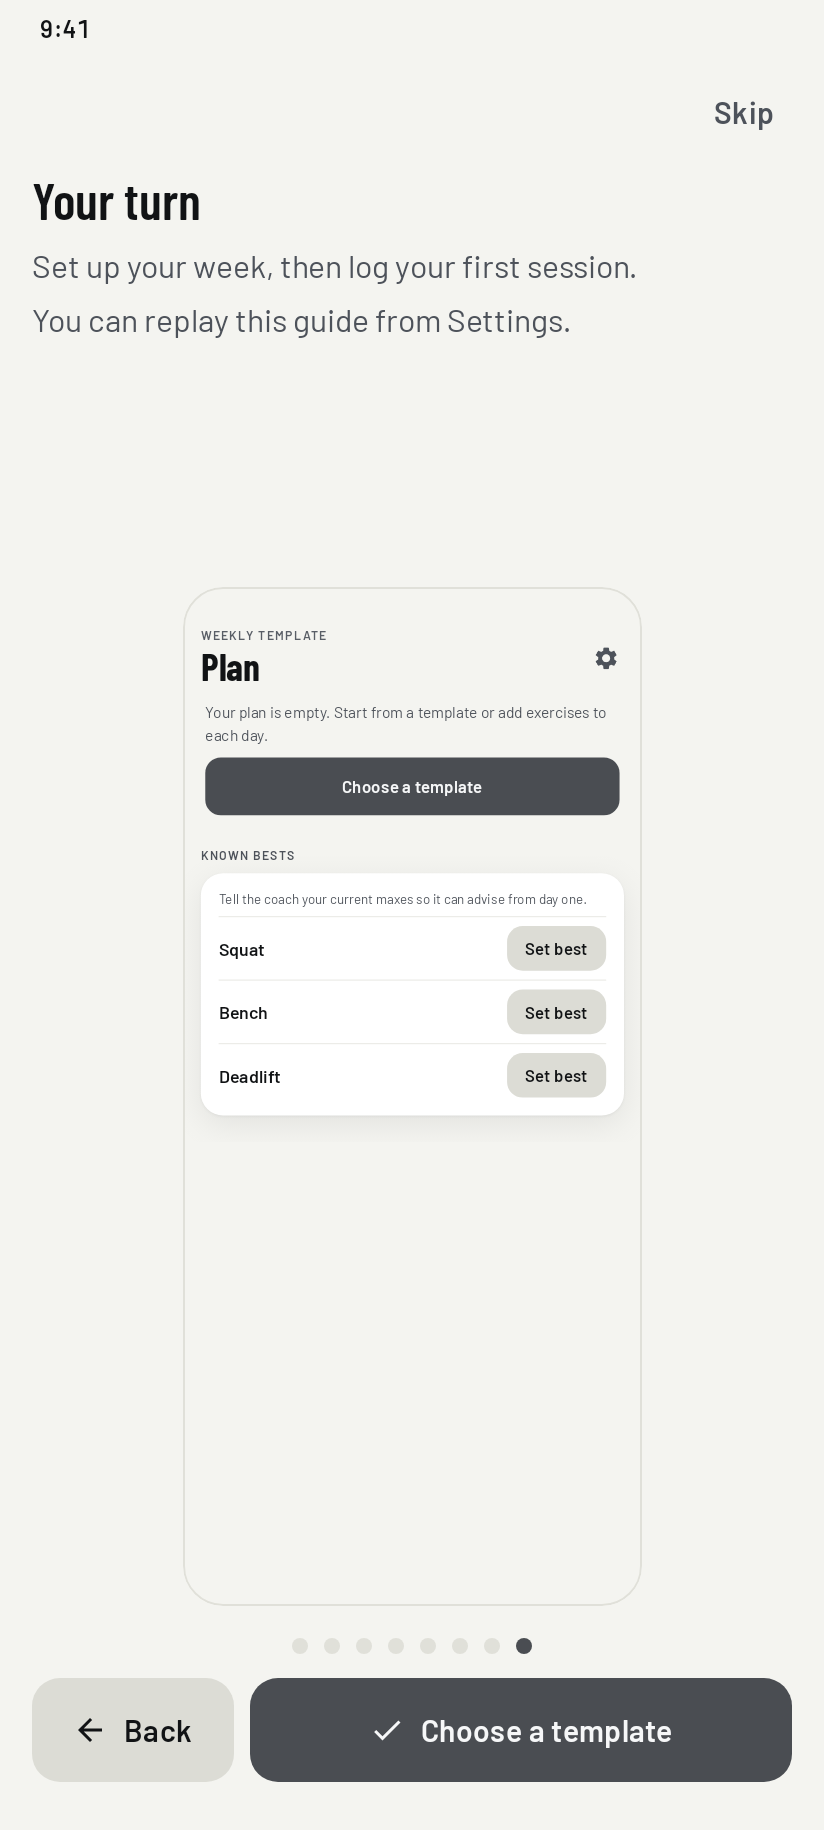 9:41
Skip
Your turn
Set up your week, then log your first session.
You can replay this guide from Settings.
WEEKLY TEMPLATE
Plan
Your plan is empty. Start from a template or add exercises to
each day.
Choose a template
KNOWN BESTS
Tell the coach your current maxes so it can advise from day one.
Squat
Set best
Bench
Set best
Deadlift
Set best
Back
Choose a template